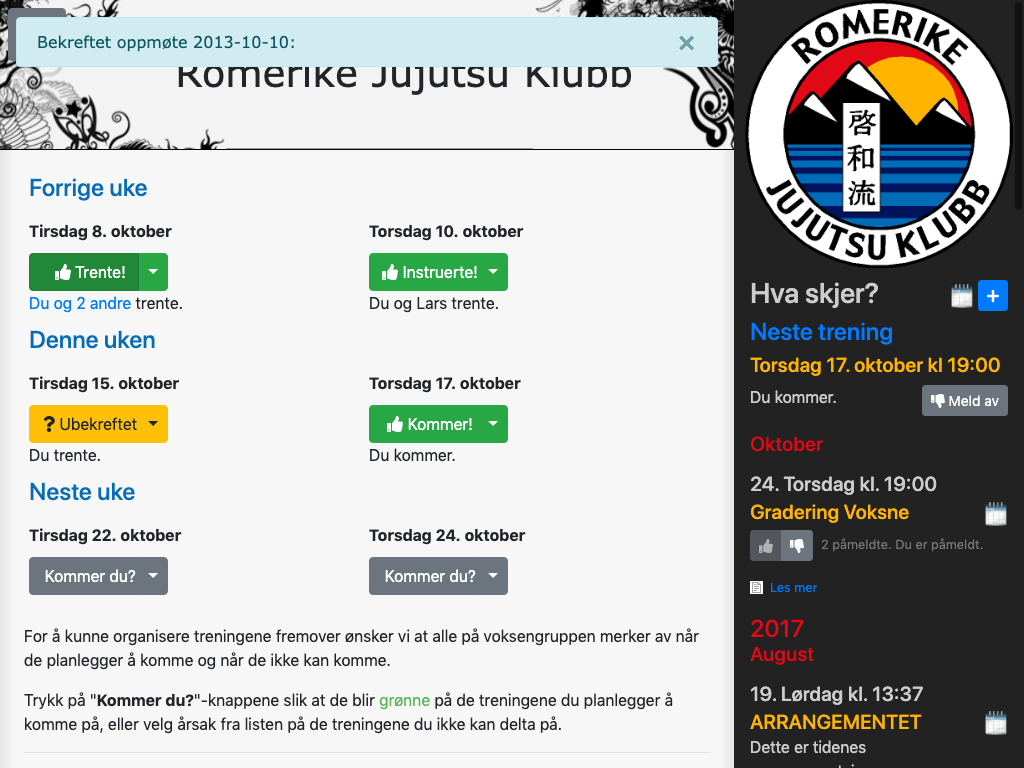 Bekreftet oppmøte 2013-10-10:
×
Romerike Jujutsu Klubb
Forrige uke
Tirsdag 8. oktober
Trente!
Du og 2 andre trente.
Torsdag 10. oktober
Instruerte!
Du og Lars trente.
Denne uken
Tirsdag 15. oktober
? Ubekreftet
Du trente.
Torsdag 17. oktober
Kommer!
Du kommer.
Neste uke
Tirsdag 22. oktober
Kommer du?
Torsdag 24. oktober
Kommer du?
For å kunne organisere treningene fremover ønsker vi at alle på voksengruppen merker av når
de planlegger å komme og når de ikke kan komme.
Trykk på "Kommer du?"-knappene slik at de blir grønne på de treningene du planlegger å
komme på, eller velg årsak fra listen på de treningene du ikke kan delta på.
ROMERIKE
啓和流
JUJUTSU KLUBB
Hva skjer?
+
Neste trening
Torsdag 17. oktober kl 19:00
Du kommer.
Meld av
Oktober
24. Torsdag kl. 19:00
Gradering Voksne
2 påmeldte. Du er påmeldt.
Les mer
2017
August
19. Lørdag kl. 13:37
ARRANGEMENTET
Dette er tidenes